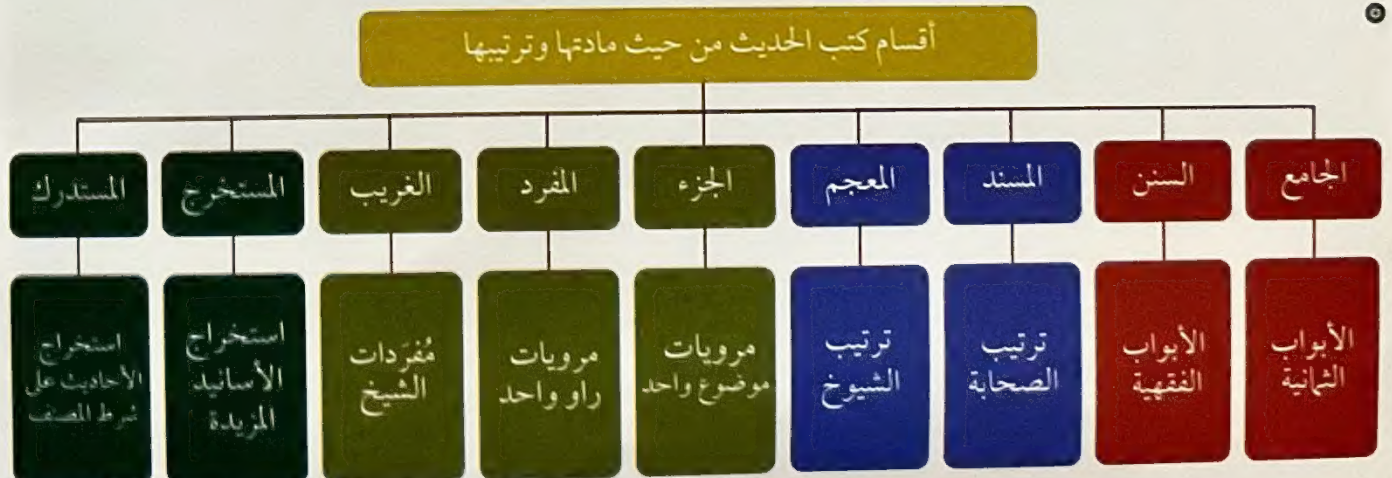 أقسام كتب الحديث من حيث مادتها وترتيبها
الجامع
السنن
المسند
المعجم
الجزء
المفرد
الغريب
المستخرج
المستدرك
الأبواب
الثمانية
الأبواب
الفقهية
ترتيب
الصحابة
ترتيب
الشيوخ
مرويات
موضوع واحد
مرويات
راو واحد
مُفرَدات
الشيخ
استخراج
الأسانيد
المزيدة
استخراج
الأحاديث على
شرط المصنف